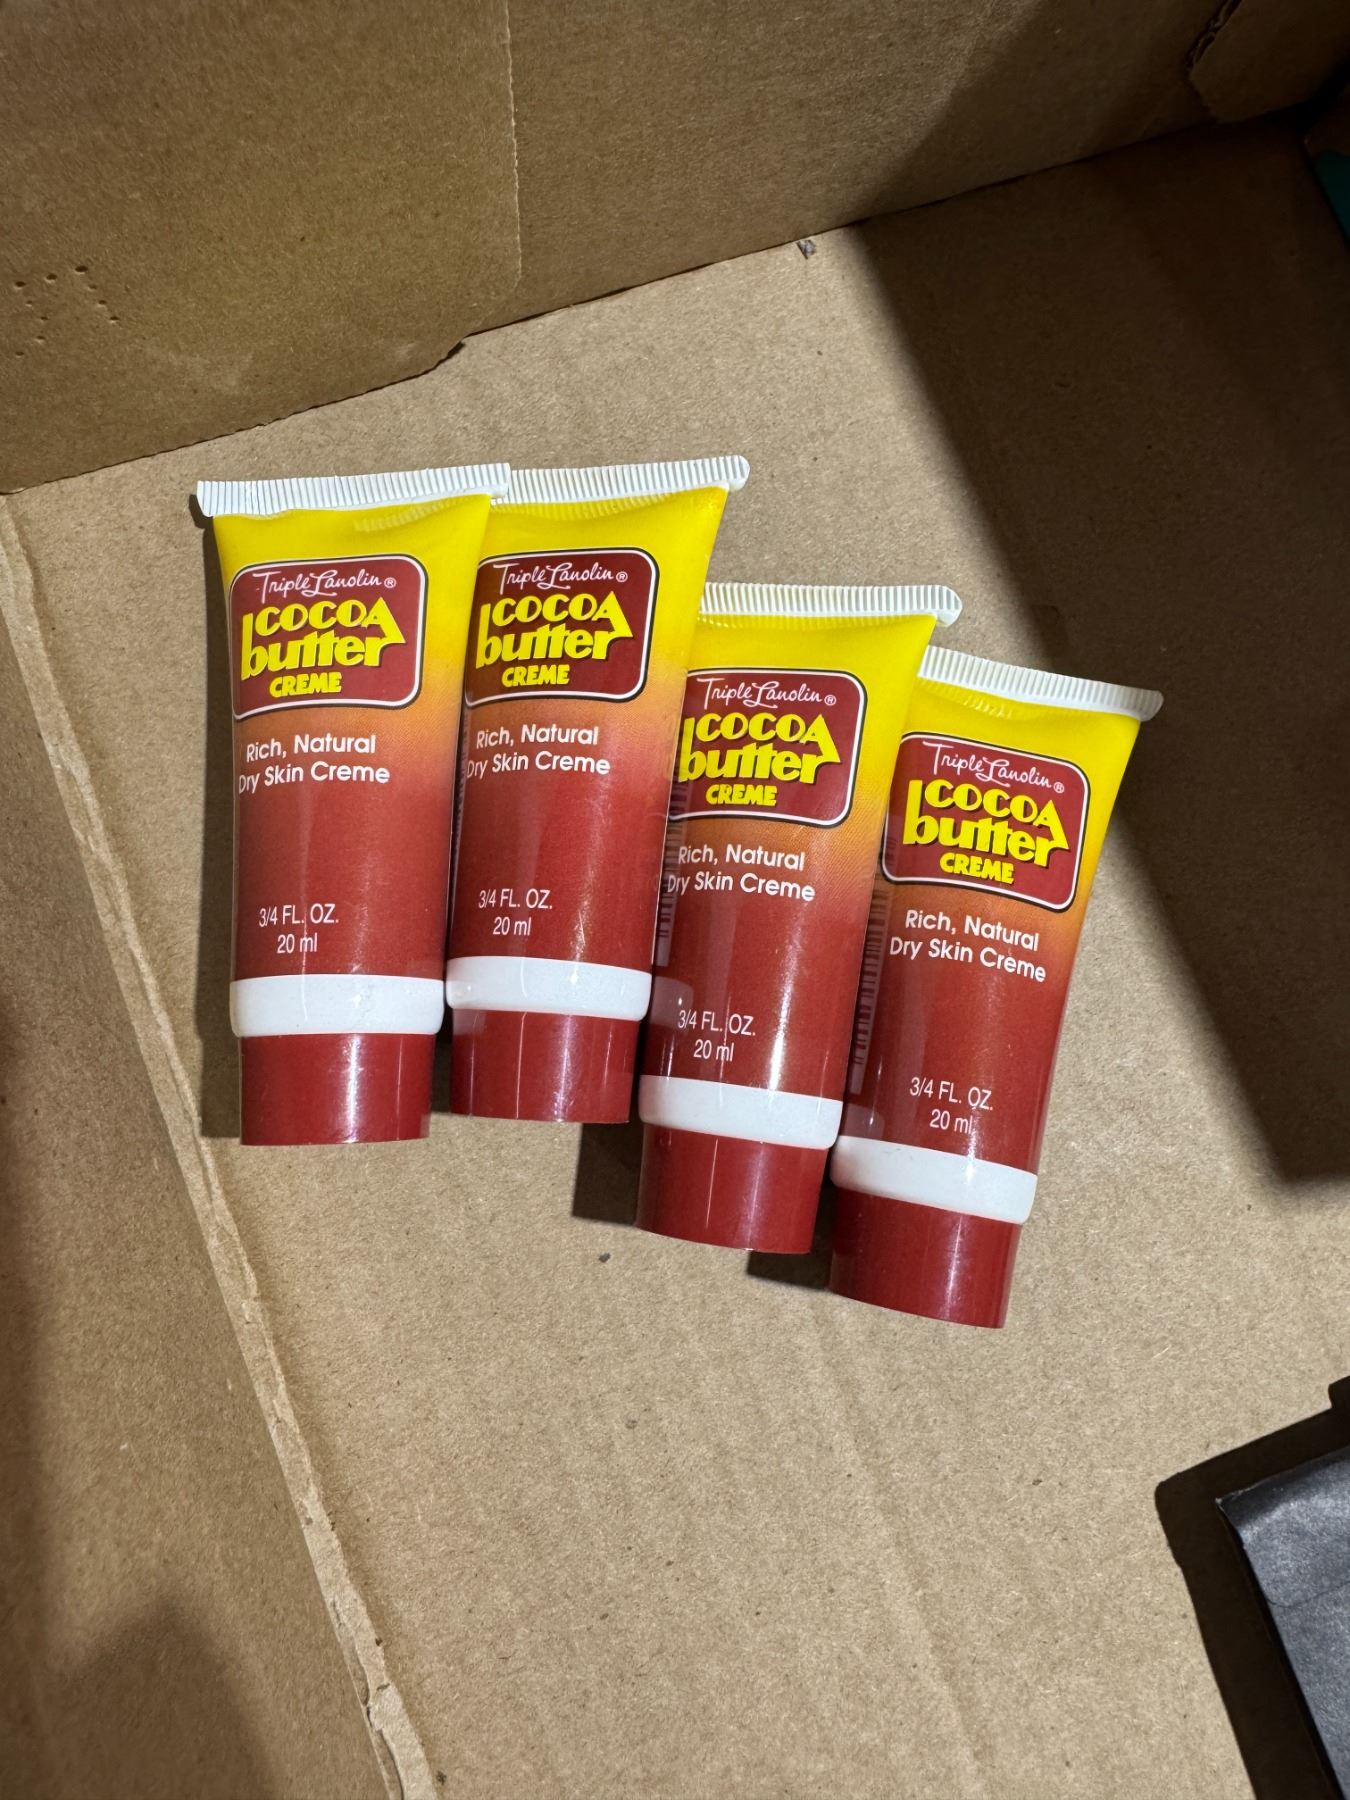 Triple Lanolin®
COCOA
butter
CREME
Rich, Natural
Dry Skin Creme
3/4 FL. OZ.
20 ml
Triple Lanolin®
COCOA
butter
CREME
Rich, Natural
Dry Skin Creme
3/4 FL. OZ.
20 ml
Triple Lanolin®
COCOA
butter
CREME
Rich, Natural
Dry Skin Creme
3/4 FL. OZ.
20 ml
Triple Lanolin®
COCOA
butter
CREME
Rich, Natural
Dry Skin Creme
3/4 FL. OZ.
20 ml